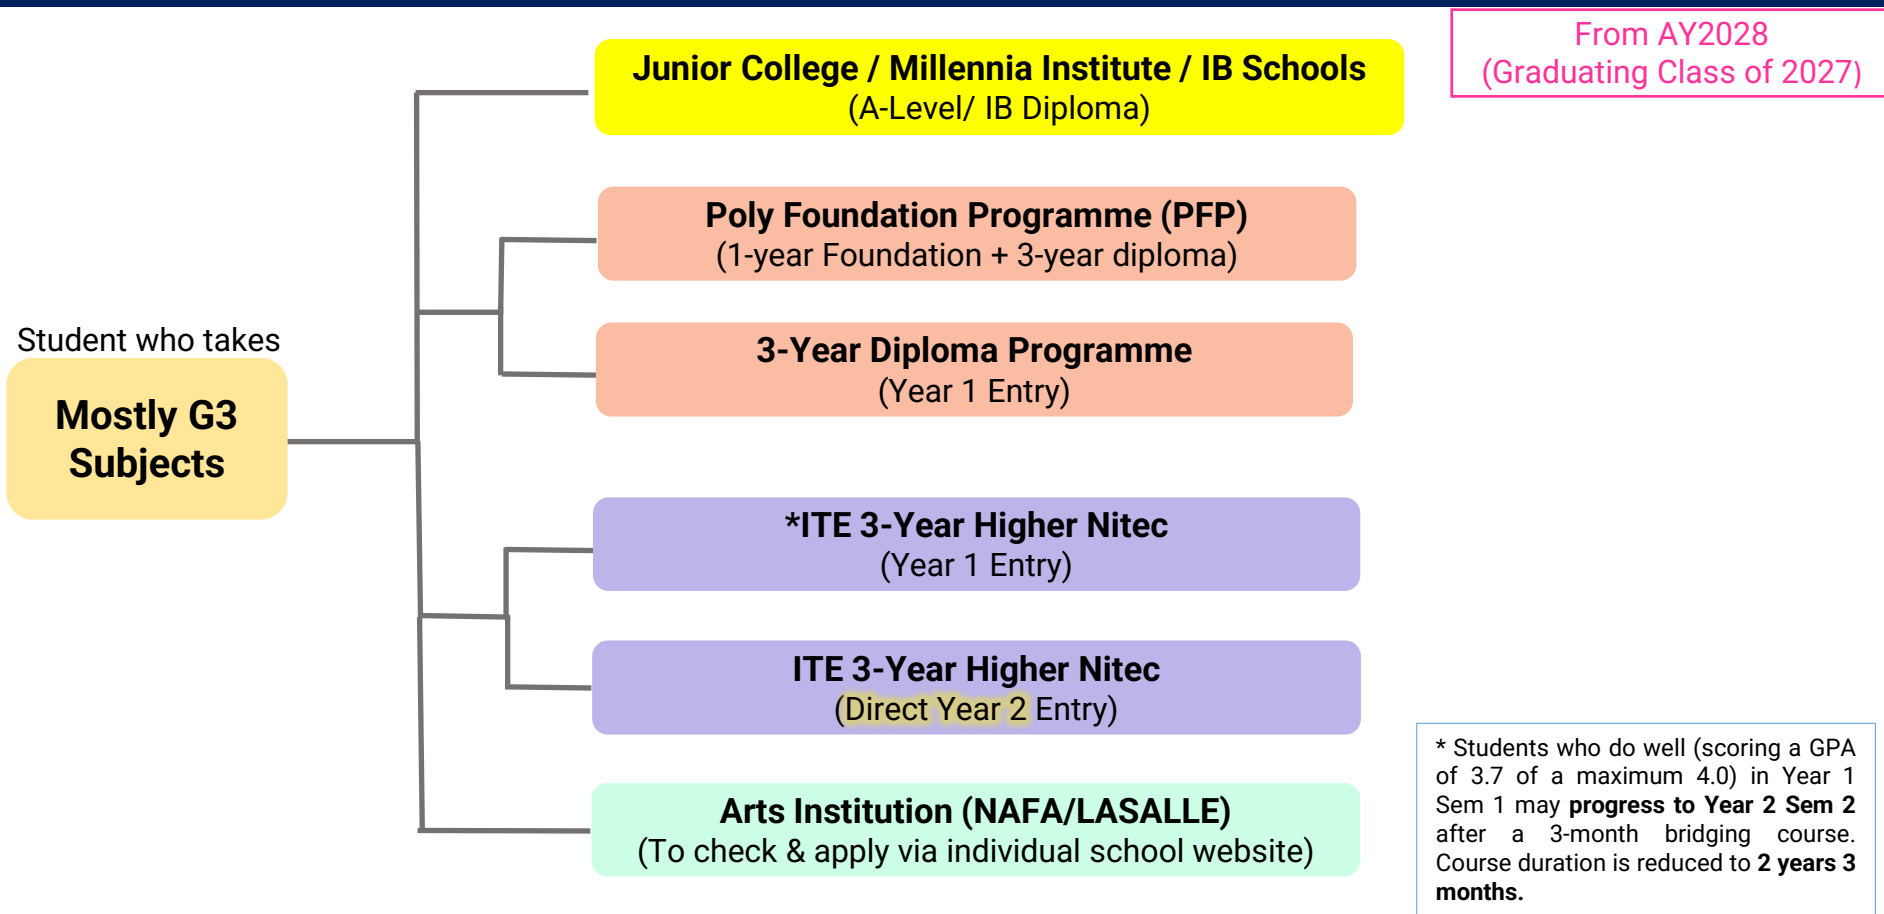 From AY2028
(Graduating Class of 2027)
Junior College / Millennia Institute / IB Schools
(A-Level/ IB Diploma)
Poly Foundation Programme (PFP)
(1-year Foundation + 3-year diploma)
Student who takes
Mostly G3
Subjects
3-Year Diploma Programme
(Year 1 Entry)
*ITE 3-Year Higher Nitec
(Year 1 Entry)
ITE 3-Year Higher Nitec
(Direct Year 2 Entry)
Arts Institution (NAFA/LASALLE)
(To check & apply via individual school website)
* Students who do well (scoring a GPA
of 3.7 of a maximum 4.0) in Year 1
Sem 1 may progress to Year 2 Sem 2
after a 3-month bridging course.
Course duration is reduced to 2 years 3
months.